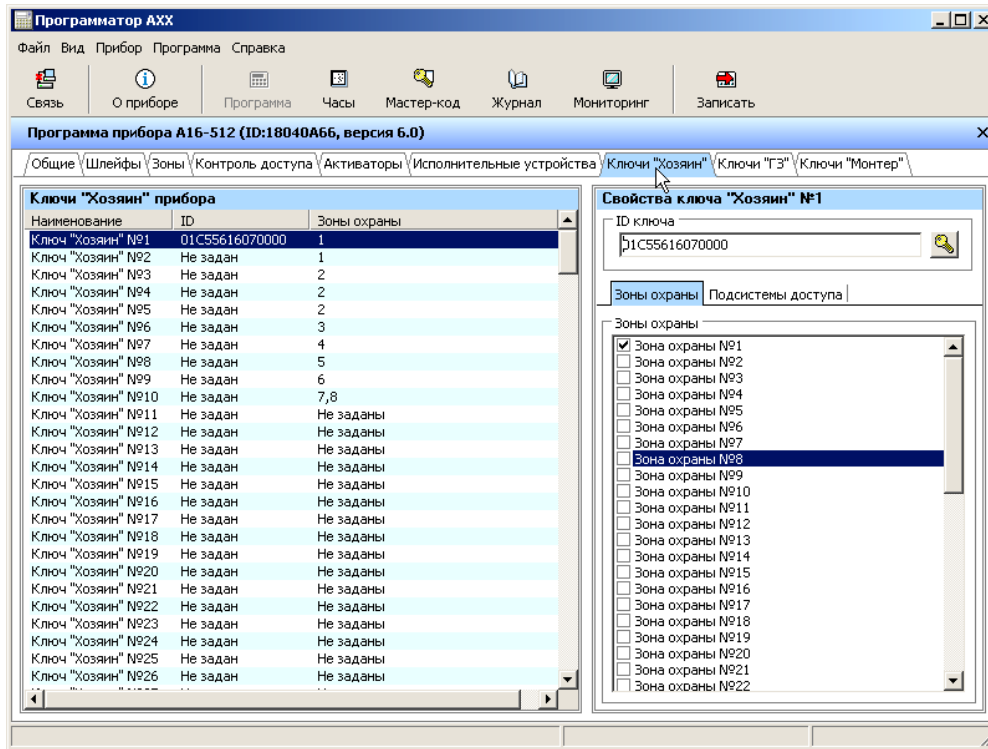 Программатор АХХ
Файл Вид Прибор Программа Справка
Связь О приборе Программа Часы Мастер-код Журнал Мониторинг Записать
Программа прибора А16-512 (ID:18040A66, версия 6.0)
Общие Шлейфы Зоны Контроль доступа Активаторы Исполнительные устройства Ключи "Хозяин" Ключи "ГЗ" Ключи "Монтер"
Ключи "Хозяин" прибора
Наименование ID Зоны охраны
Ключ "Хозяин" №1 01C55616070000 1
Ключ "Хозяин" №2 Не задан 1
Ключ "Хозяин" №3 Не задан 2
Ключ "Хозяин" №4 Не задан 2
Ключ "Хозяин" №5 Не задан 2
Ключ "Хозяин" №6 Не задан 3
Ключ "Хозяин" №7 Не задан 4
Ключ "Хозяин" №8 Не задан 5
Ключ "Хозяин" №9 Не задан 6
Ключ "Хозяин" №10 Не задан 7,8
Ключ "Хозяин" №11 Не задан Не заданы
Ключ "Хозяин" №12 Не задан Не заданы
Ключ "Хозяин" №13 Не задан Не заданы
Ключ "Хозяин" №14 Не задан Не заданы
Ключ "Хозяин" №15 Не задан Не заданы
Ключ "Хозяин" №16 Не задан Не заданы
Ключ "Хозяин" №17 Не задан Не заданы
Ключ "Хозяин" №18 Не задан Не заданы
Ключ "Хозяин" №19 Не задан Не заданы
Ключ "Хозяин" №20 Не задан Не заданы
Ключ "Хозяин" №21 Не задан Не заданы
Ключ "Хозяин" №22 Не задан Не заданы
Ключ "Хозяин" №23 Не задан Не заданы
Ключ "Хозяин" №24 Не задан Не заданы
Ключ "Хозяин" №25 Не задан Не заданы
Ключ "Хозяин" №26 Не задан Не заданы
Свойства ключа "Хозяин" №1
ID ключа
01C55616070000
Зоны охраны Подсистемы доступа
Зоны охраны
Зона охраны №1
Зона охраны №2
Зона охраны №3
Зона охраны №4
Зона охраны №5
Зона охраны №6
Зона охраны №7
Зона охраны №8
Зона охраны №9
Зона охраны №10
Зона охраны №11
Зона охраны №12
Зона охраны №13
Зона охраны №14
Зона охраны №15
Зона охраны №16
Зона охраны №17
Зона охраны №18
Зона охраны №19
Зона охраны №20
Зона охраны №21
Зона охраны №22